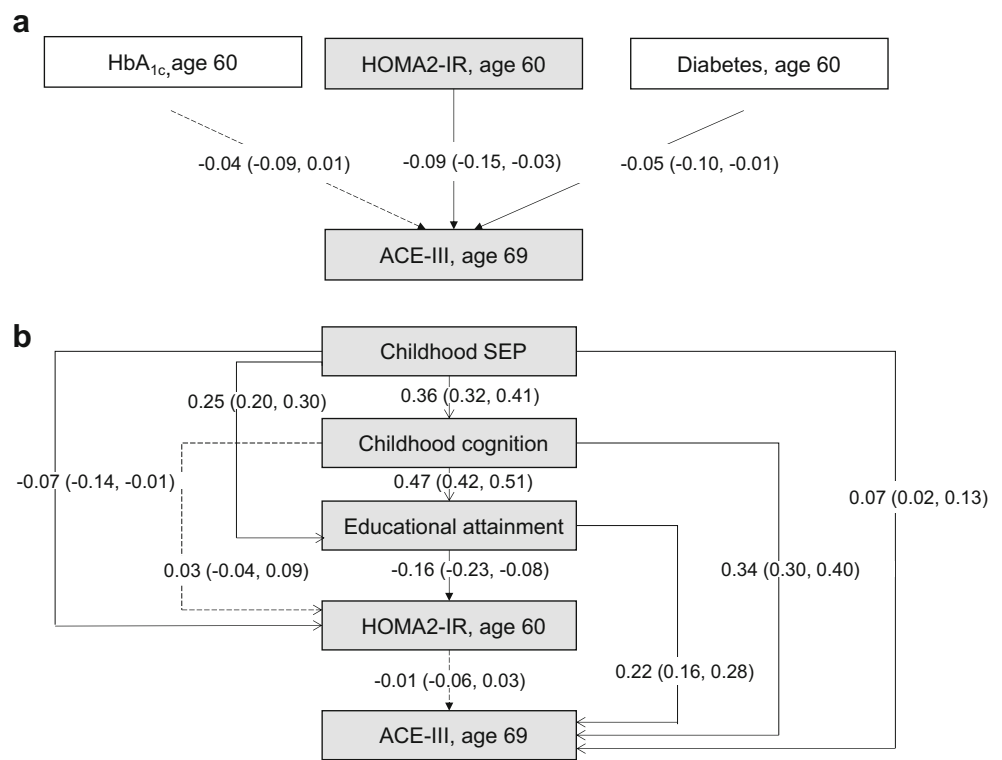 a
HbA1c, age 60
HOMA2-IR, age 60
Diabetes, age 60
-0.04 (-0.09, 0.01)
-0.09 (-0.15, -0.03)
-0.05 (-0.10, -0.01)
ACE-III, age 69
b
Childhood SEP
0.25 (0.20, 0.30)
0.36 (0.32, 0.41)
Childhood cognition
-0.07 (-0.14, -0.01)
0.47 (0.42, 0.51)
0.07 (0.02, 0.13)
Educational attainment
0.03 (-0.04, 0.09)
-0.16 (-0.23, -0.08)
0.34 (0.30, 0.40)
HOMA2-IR, age 60
-0.01 (-0.06, 0.03)
0.22 (0.16, 0.28)
ACE-III, age 69